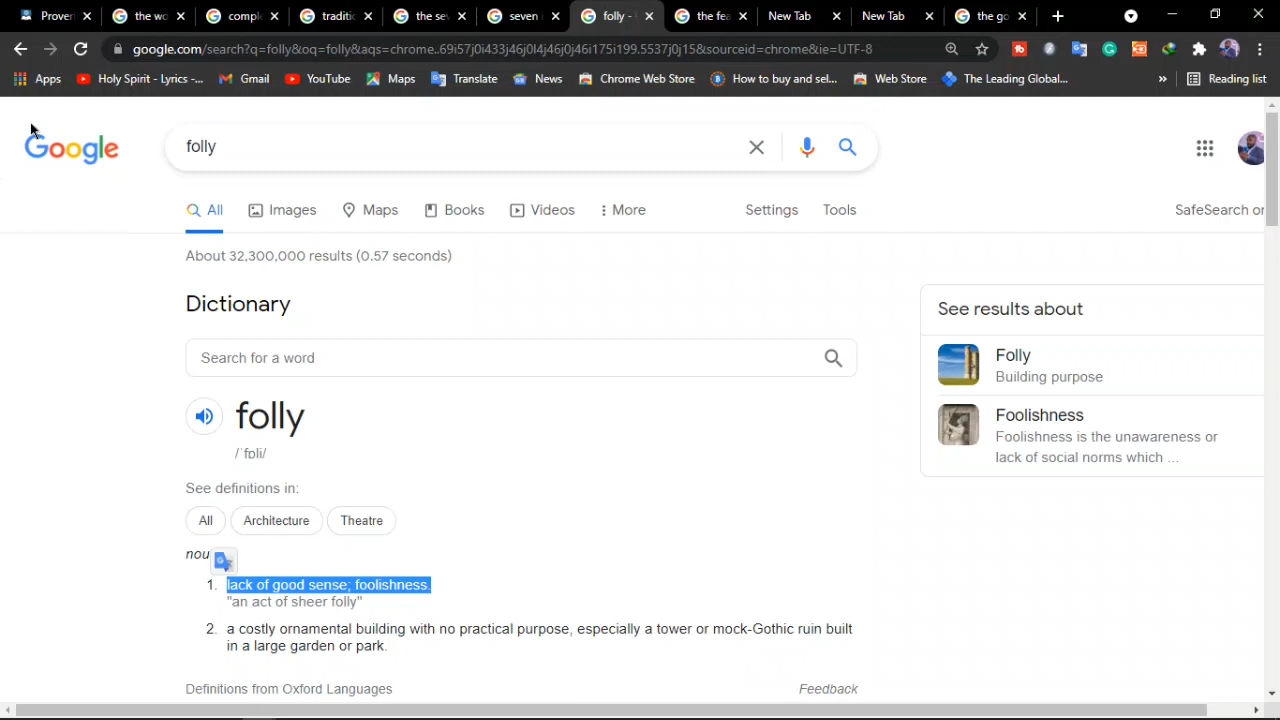 Prover
the wo
comple
traditic
the sev
seven
folly - 
the fea
New Tab
New Tab
the go
google.com/search?q=folly&oq=folly&aqs=chrome..69i57j0i433j46j0l4j46j0j46i175i199.5537j0j15&sourceid=chrome&ie=UTF-8
Apps
Holy Spirit - Lyrics -...
Gmail
YouTube
Maps
Translate
News
Chrome Web Store
How to buy and sel...
Web Store
The Leading Global...
»
Reading list
Google
folly
All
Images
Maps
Books
Videos
More
Settings
Tools
SafeSearch on
About 32,300,000 results (0.57 seconds)
Dictionary
See results about
Search for a word
Folly
Building purpose
folly
/ˈfɒli/
Foolishness
Foolishness is the unawareness or
lack of social norms which ...
See definitions in:
All
Architecture
Theatre
nou
1. lack of good sense; foolishness.
"an act of sheer folly"
2. a costly ornamental building with no practical purpose, especially a tower or mock-Gothic ruin built
in a large garden or park.
Definitions from Oxford Languages
Feedback